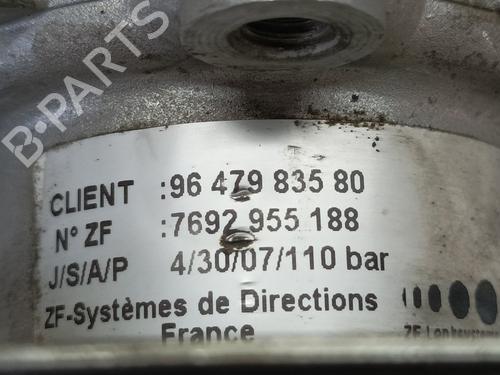 B-PARTS
CLIENT :96 479 835 80
N° ZF :7692 955 188
J/S/A/P 4/30/07/110 bar
ZF-Systèmes de Directions
France
ZF Lenksysteme